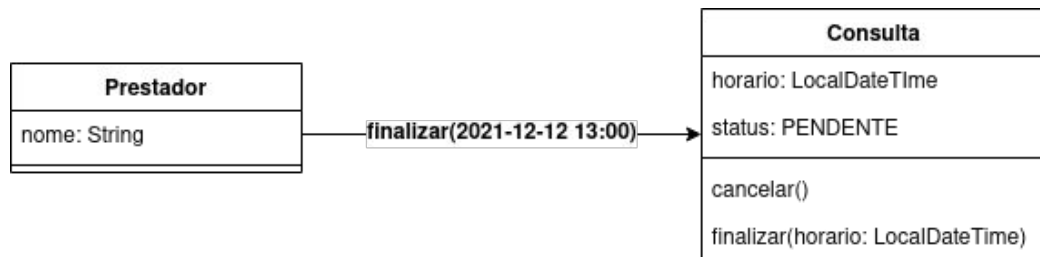 Prestador
nome: String
finalizar(2021-12-12 13:00)
Consulta
horario: LocalDateTIme
status: PENDENTE
cancelar()
finalizar(horario: LocalDateTime)